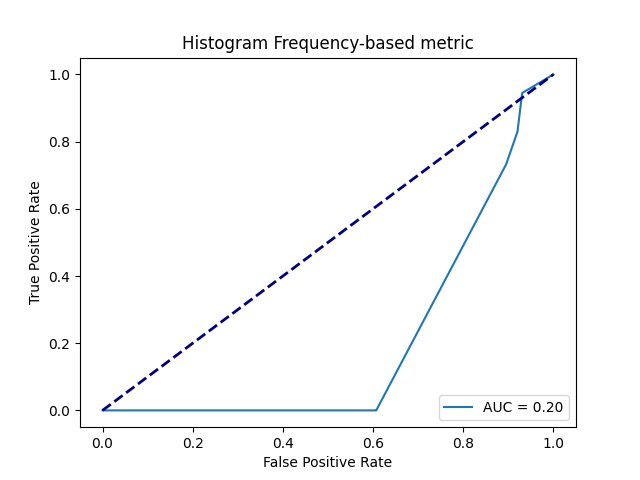 Histogram Frequency-based metric
True Positive Rate
1.0
0.8
0.6
0.4
0.2
0.0
AUC = 0.20
0.0 0.2 0.4 0.6 0.8 1.0
False Positive Rate